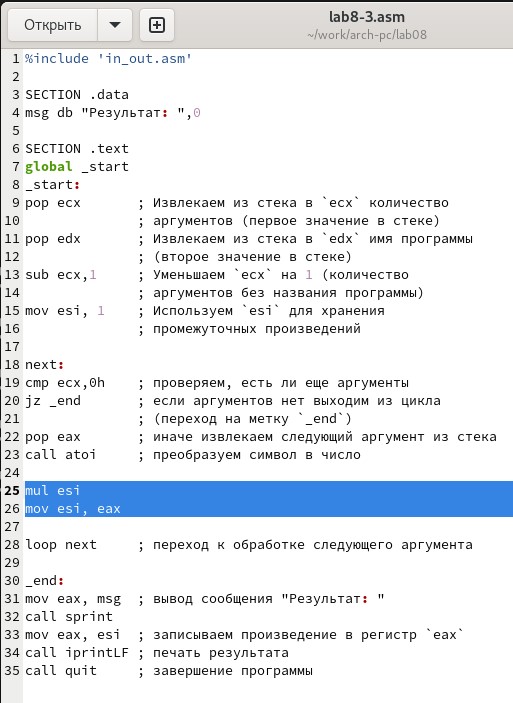 Открыть
lab8-3.asm
~/work/arch-pc/lab08
1 %include 'in_out.asm'
2
3 SECTION .data
4 msg db "Результат: ",0
5
6 SECTION .text
7 global _start
8 _start:
9 pop ecx ; Извлекаем из стека в `ecx` количество
10 ; аргументов (первое значение в стеке)
11 pop edx ; Извлекаем из стека в `edx` имя программы
12 ; (второе значение в стеке)
13 sub ecx,1 ; Уменьшаем `ecx` на 1 (количество
14 ; аргументов без названия программы)
15 mov esi, 1 ; Используем `esi` для хранения
16 ; промежуточных произведений
17
18 next:
19 cmp ecx,0h ; проверяем, есть ли еще аргументы
20 jz _end ; если аргументов нет выходим из цикла
21 ; (переход на метку `_end`)
22 pop eax ; иначе извлекаем следующий аргумент из стека
23 call atoi ; преобразуем символ в число
24
25 mul esi
26 mov esi, eax
27
28 loop next ; переход к обработке следующего аргумента
29
30 _end:
31 mov eax, msg ; вывод сообщения "Результат: "
32 call sprint
33 mov eax, esi ; записываем произведение в регистр `eax`
34 call iprintLF ; печать результата
35 call quit ; завершение программы